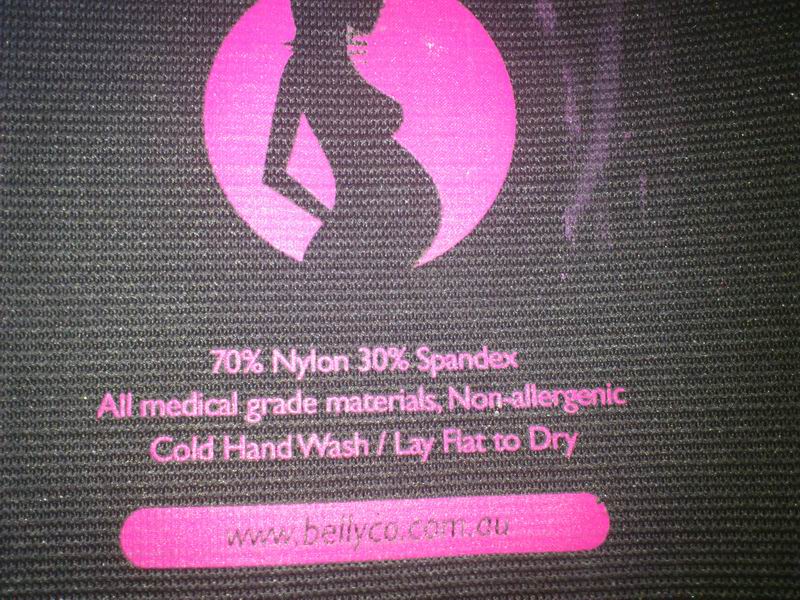 70% Nylon 30% Spandex
All medical grade materials, Non-allergenic
Cold Hand Wash / Lay Flat to Dry
www.bellyco.com.au